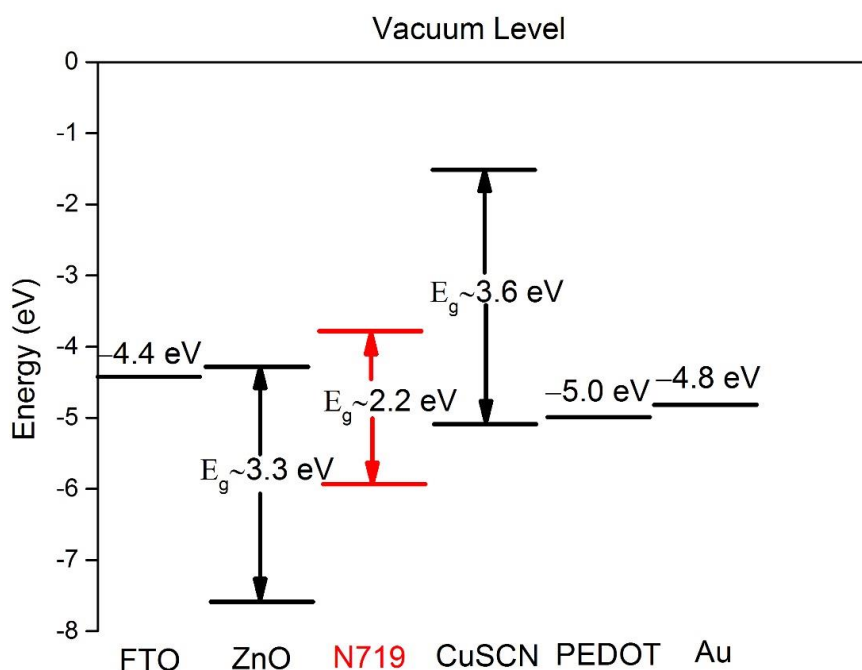 Vacuum Level
Energy (eV)
0
-1
-2
-3
-4
-5
-6
-7
-8
−4.4 eV
Eg~3.3 eV
Eg~2.2 eV
Eg~3.6 eV
−5.0 eV
−4.8 eV
FTO ZnO N719 CuSCN PEDOT Au